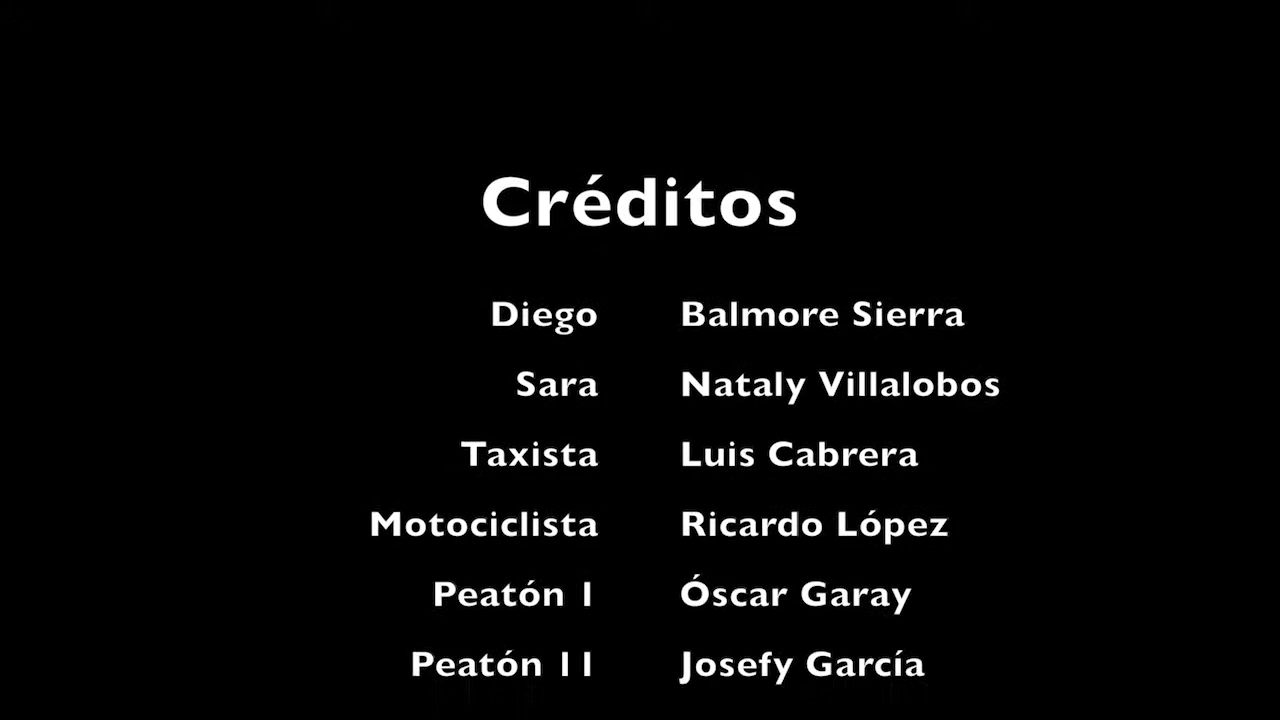 Créditos
Diego Balmore Sierra
Sara Nataly Villalobos
Taxista Luis Cabrera
Motociclista Ricardo López
Peatón 1 Óscar Garay
Peatón 11 Josefy García